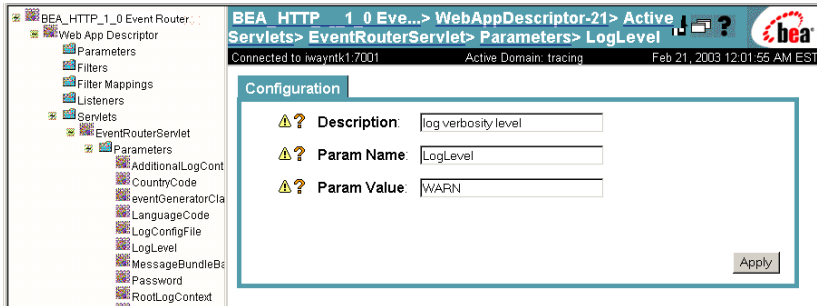 BEA_HTTP_1_0 Event Router
Web App Descriptor
Parameters
Filters
Filter Mappings
Listeners
Servlets
EventRouterServlet
Parameters
AdditionalLogCont
CountryCode
eventGeneratorCla
LanguageCode
LogConfigFile
LogLevel
MessageBundleBa
Password
RootLogContext
BEA_HTTP__1_0 Eve...> WebAppDescriptor-21> Active
Servlets> EventRouterServlet> Parameters> LogLevel
bea
Connected to iwayntk1:7001 Active Domain: tracing Feb 21, 2003 12:01:55 AM EST
Configuration
Description: log verbosity level
Param Name: LogLevel
Param Value: WARN
Apply